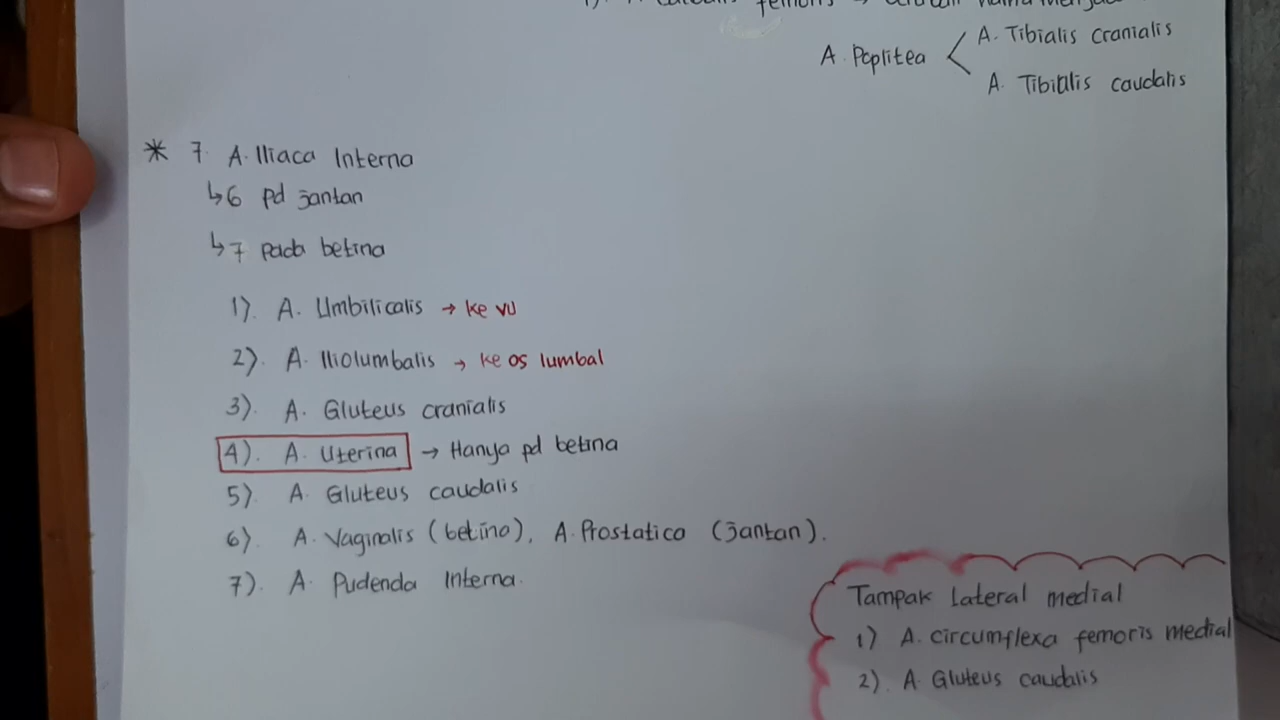 femoris →
A. Poplitea < A. Tibialis cranialis
A. Tibialis caudalis
* 7. A. Iliaca Interna
↳ 6 pd jantan
↳ 7 pada betina
1). A. Umbilicalis → ke vu
2). A. Iliolumbalis → ke os lumbal
3). A. Gluteus cranialis
4). A. Uterina → Hanya pd betina
5). A. Gluteus caudalis
6). A. Vaginalis (betina), A. Prostatica (Jantan).
7). A. Pudenda Interna.
Tampak Lateral medial
1) A. circumflexa femoris medial
2). A. Gluteus caudalis